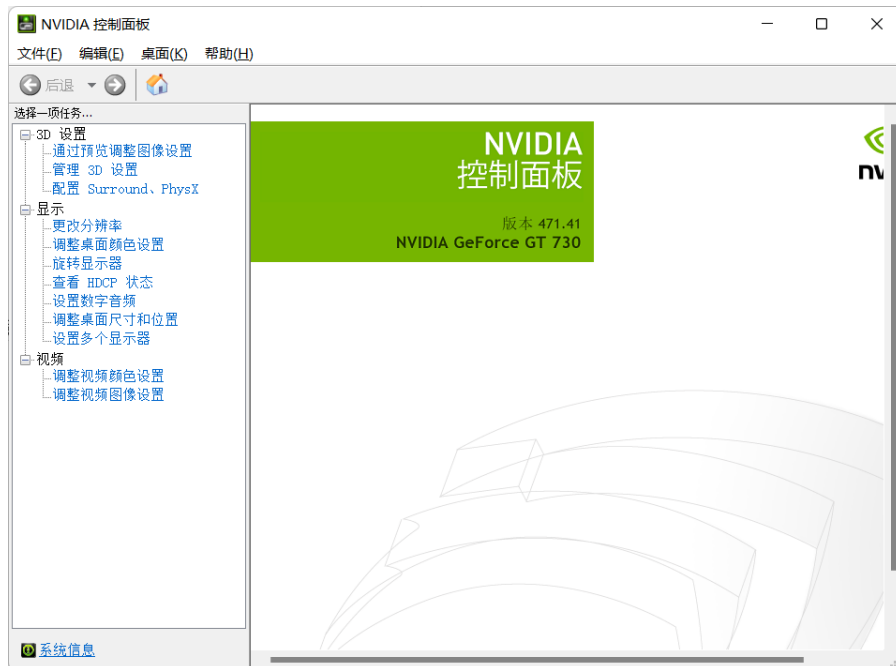 NVIDIA 控制面板
文件(F) 编辑(E) 桌面(K) 帮助(H)
后退
选择一项任务...
3D 设置
通过预览调整图像设置
管理 3D 设置
配置 Surround、PhysX
显示
更改分辨率
调整桌面颜色设置
旋转显示器
查看 HDCP 状态
设置数字音频
调整桌面尺寸和位置
设置多个显示器
视频
调整视频颜色设置
调整视频图像设置
系统信息
NVIDIA
控制面板
版本 471.41
NVIDIA GeForce GT 730